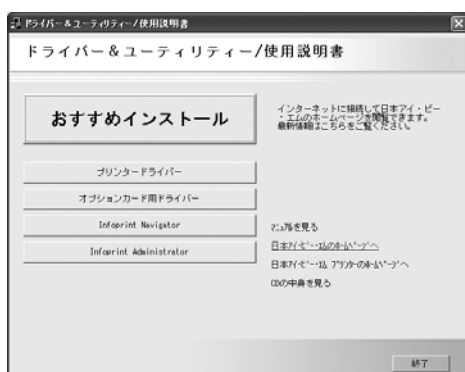 ドライバー&ユーティリティー/使用説明書
ドライバー&ユーティリティー/使用説明書
おすすめインストール
インターネットに接続して日本アイ・ビー
・エムのホームページを閲覧できます。
最新情報はこちらをご覧ください。
プリンタードライバー
オプションカード用ドライバー
Infoprint Navigator
Infoprint Administrator
ﾏﾆｭｱﾙを見る
日本ｱｲ･ﾋﾞｰ･ｴﾑのﾎｰﾑﾍﾟｰｼﾞへ
日本ｱｲ･ﾋﾞｰ･ｴﾑ ﾌﾟﾘﾝﾀｰのﾎｰﾑﾍﾟｰｼﾞへ
CDの中身を見る
終了